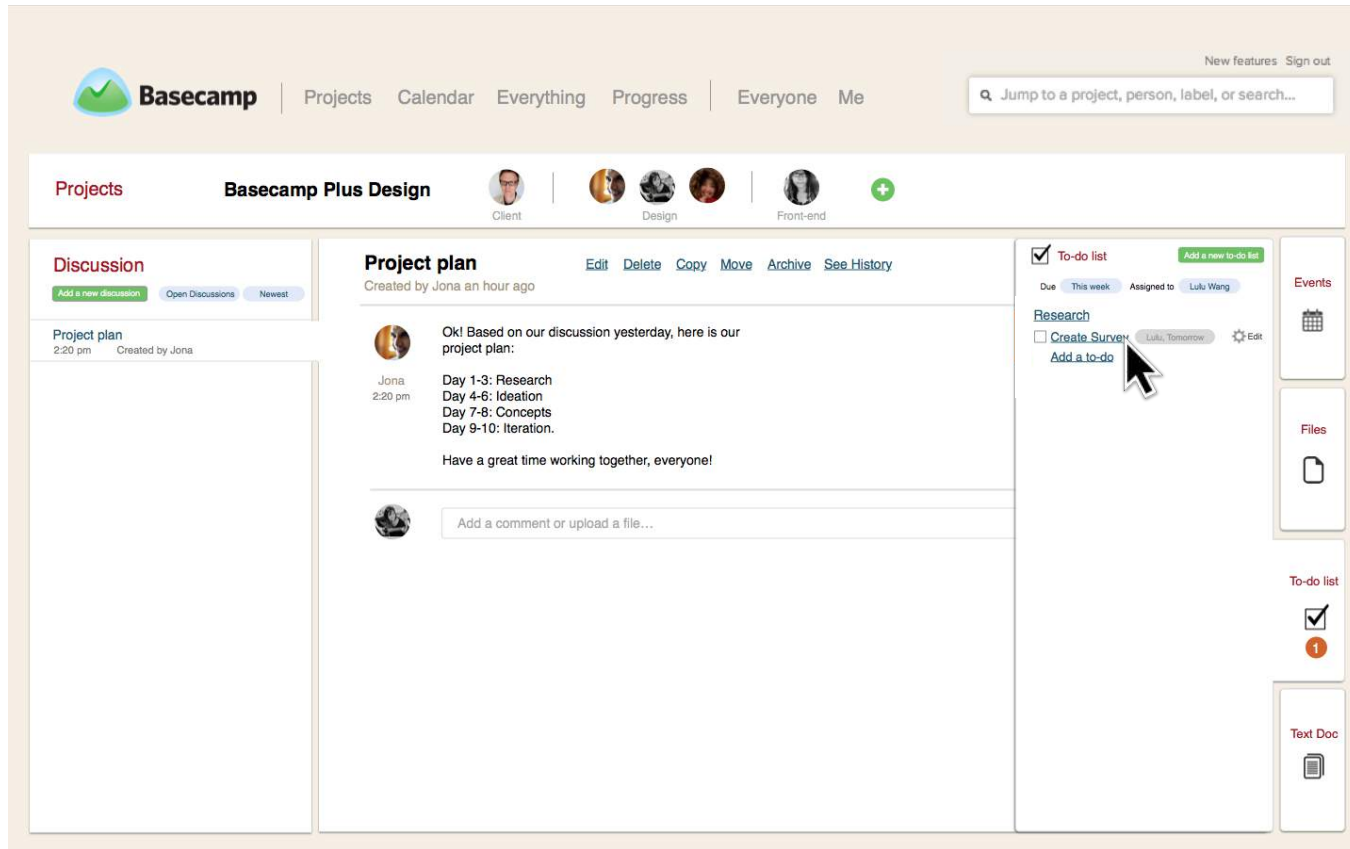 New features Sign out
Basecamp Projects Calendar Everything Progress Everyone Me
Jump to a project, person, label, or search...
Projects Basecamp Plus Design
Client Design Front-end
Discussion
Add a new discussion Open Discussions Newest
Project plan
2:20 pm Created by Jona
Project plan Edit Delete Copy Move Archive See History
Created by Jona an hour ago
Ok! Based on our discussion yesterday, here is our
project plan:
Jona
2:20 pm
Day 1-3: Research
Day 4-6: Ideation
Day 7-8: Concepts
Day 9-10: Iteration.
Have a great time working together, everyone!
Add a comment or upload a file...
To-do list Add a new to-do list
Due This week Assigned to Lulu Wang
Research
Create Survey Lulu, Tomorrow Edit
Add a to-do
Events
Files
To-do list
1
Text Doc